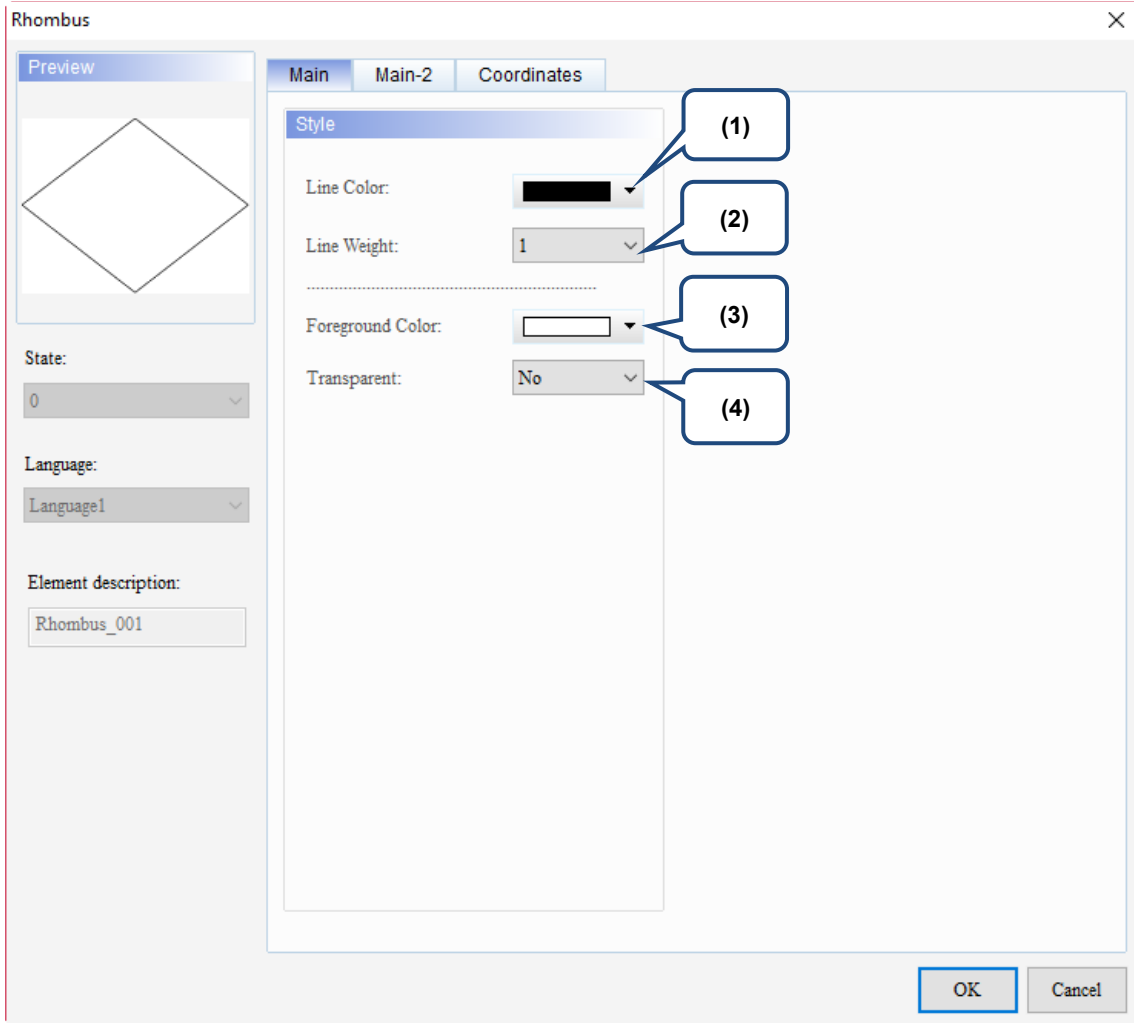 Rhombus
Preview
Main Main-2 Coordinates
Style
(1)
Line Color:
(2)
Line Weight: 1
(3)
Foreground Color:
Transparent: No
(4)
State:
0
Language:
Language1
Element description:
Rhombus_001
OK Cancel